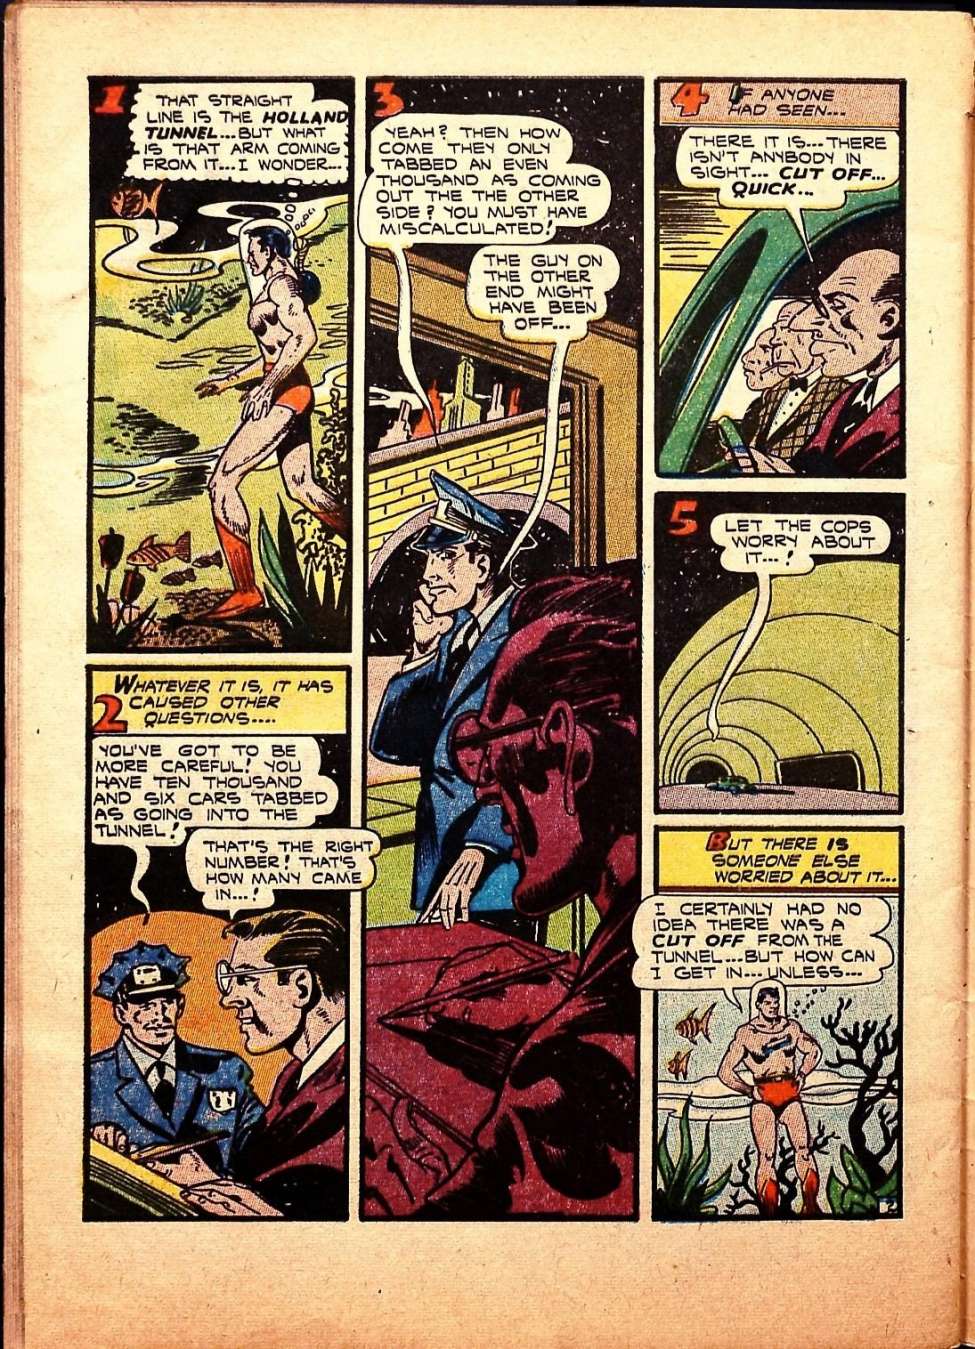 1
THAT STRAIGHT
LINE IS THE HOLLAND
TUNNEL...BUT WHAT
IS THAT ARM COMING
FROM IT...I WONDER...
2
WHATEVER IT IS, IT HAS
CAUSED OTHER
QUESTIONS....
YOU'VE GOT TO BE
MORE CAREFUL! YOU
HAVE TEN THOUSAND
AND SIX CARS TABBED
AS GOING INTO THE
TUNNEL!
THAT'S THE RIGHT
NUMBER! THAT'S
HOW MANY CAME
IN...!
3
YEAH? THEN HOW
COME THEY ONLY
TABBED AN EVEN
THOUSAND AS COMING
OUT THE THE OTHER
SIDE? YOU MUST HAVE
MISCALCULATED!
THE GUY ON
THE OTHER
END MIGHT
HAVE BEEN
OFF...
4
IF ANYONE
HAD SEEN...
THERE IT IS...THERE
ISN'T ANYBODY IN
SIGHT... CUT OFF...
QUICK...
5
LET THE COPS
WORRY ABOUT
IT...!
BUT THERE IS
SOMEONE ELSE
WORRIED ABOUT IT...
I CERTAINLY HAD NO
IDEA THERE WAS A
CUT OFF FROM THE
TUNNEL...BUT HOW CAN
I GET IN...UNLESS...
2